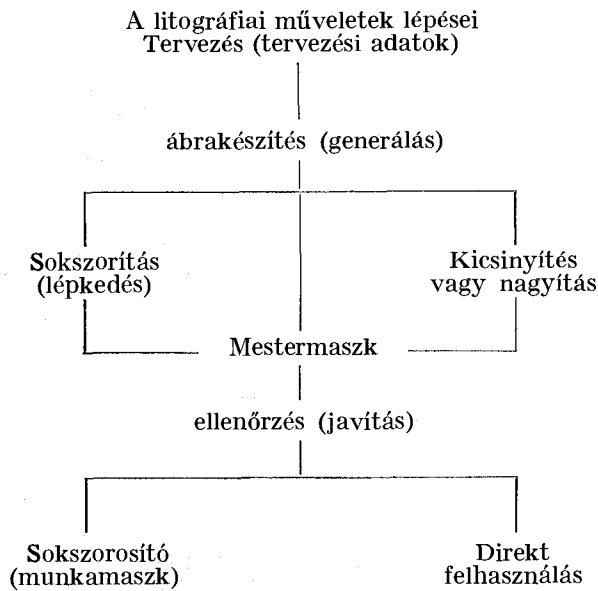 A litográfiai műveletek lépései
Tervezés (tervezési adatok)
ábrakészítés (generálás)
Sokszorítás
(lépkedés)
Kicsinyítés
vagy nagyítás
Mestermaszk
ellenőrzés (javítás)
Sokszorosító
(munkamaszk)
Direkt
felhasználás